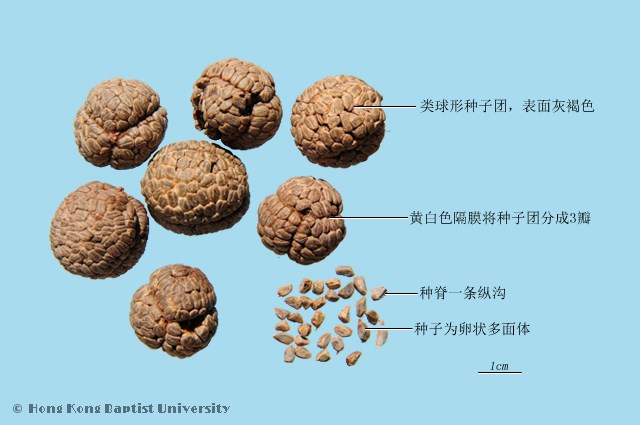 类球形种子团，表面灰褐色
黄白色隔膜将种子团分成3瓣
种脊一条纵沟
种子为卵状多面体
1cm
© Hong Kong Baptist University